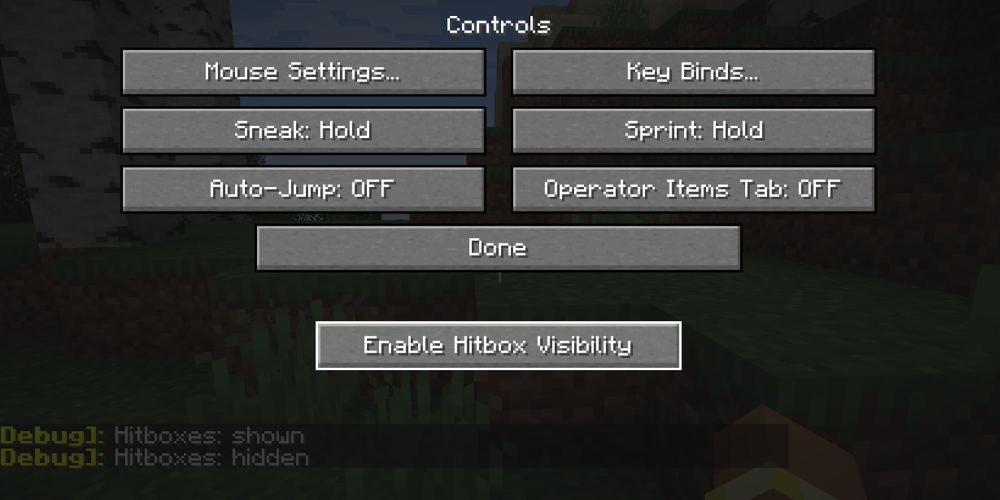 Controls
Mouse Settings...
Key Binds...
Sneak: Hold
Sprint: Hold
Auto-Jump: OFF
Operator Items Tab: OFF
Done
Enable Hitbox Visibility
Debug]: Hitboxes: shown
Debug]: Hitboxes: hidden